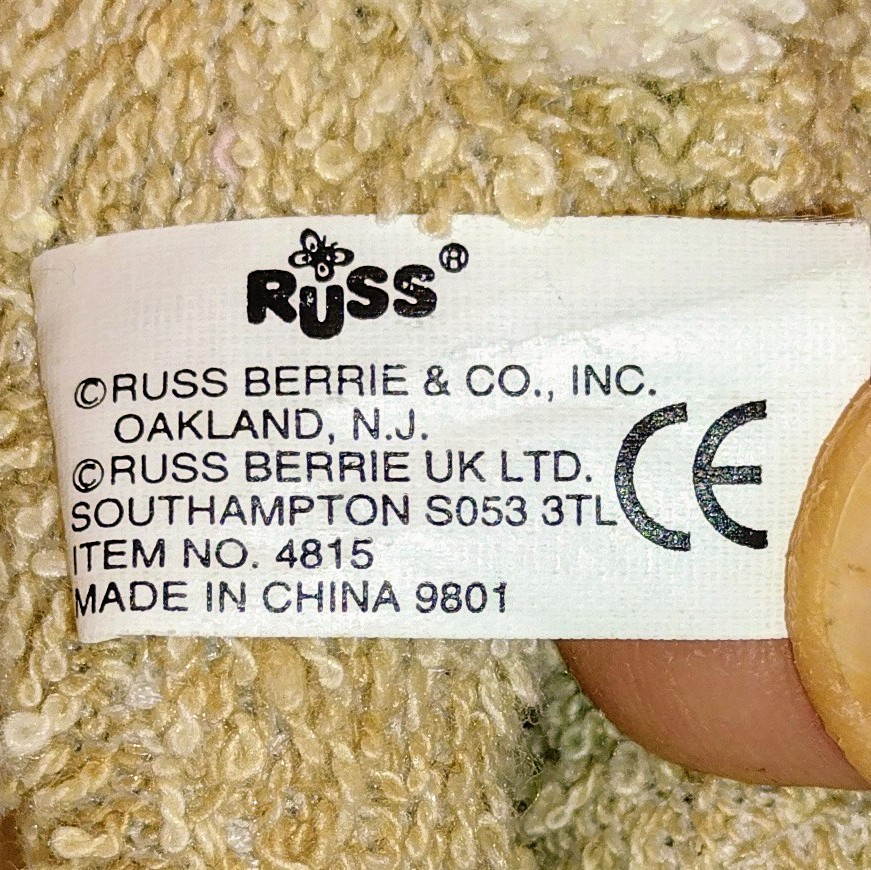 RUSS®
©RUSS BERRIE & CO., INC.
OAKLAND, N.J.
©RUSS BERRIE UK LTD.
SOUTHAMPTON S053 3TL
ITEM NO. 4815
MADE IN CHINA 9801
CE